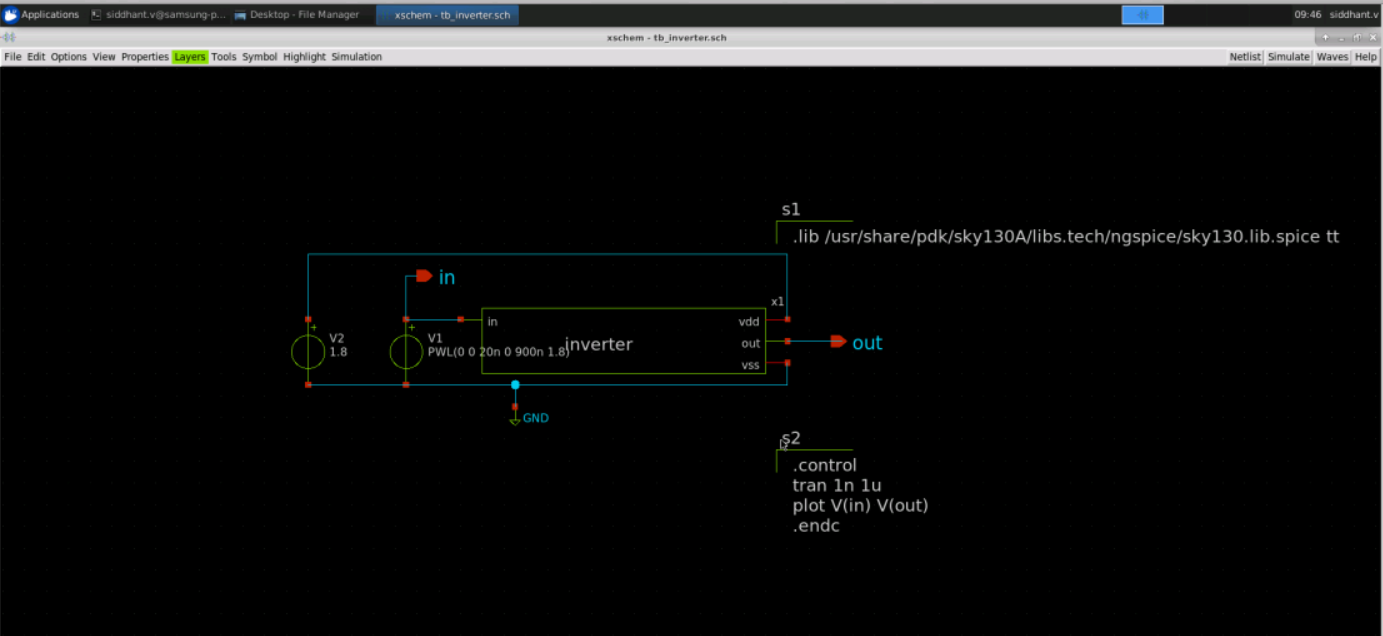 Applications
siddhant.v@samsung-p...
Desktop - File Manager
xschem - tb_inverter.sch
09:46 siddhant.v
xschem - tb_inverter.sch
File Edit Options View Properties Layers Tools Symbol Highlight Simulation
Netlist Simulate Waves Help
s1
.lib /usr/share/pdk/sky130A/libs.tech/ngspice/sky130.lib.spice tt
in
x1
in
vdd
V2
1.8
V1
PWL(0 0 20n 0 900n 1.8)
inverter
out
out
vss
GND
s2
.control
tran 1n 1u
plot V(in) V(out)
.endc